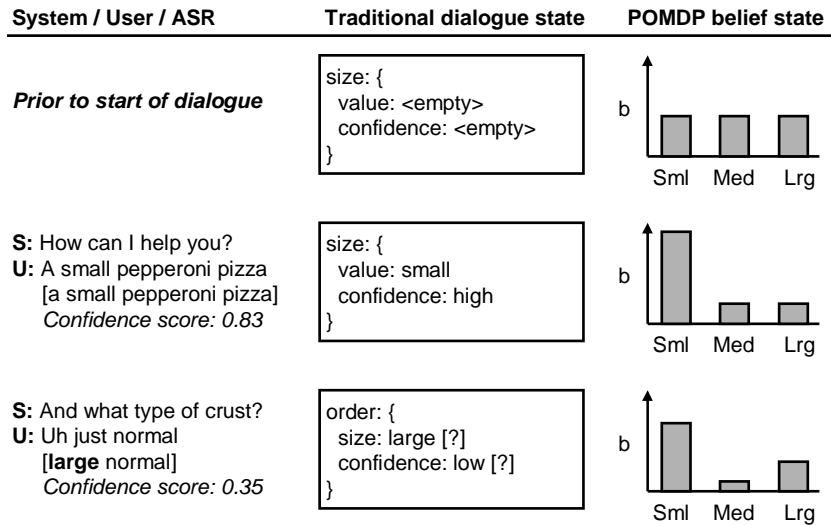 System / User / ASR
Traditional dialogue state
POMDP belief state
Prior to start of dialogue
size: {
value: <empty>
confidence: <empty>
}
b
Sml Med Lrg
S: How can I help you?
U: A small pepperoni pizza
[a small pepperoni pizza]
Confidence score: 0.83
size: {
value: small
confidence: high
}
b
Sml Med Lrg
S: And what type of crust?
U: Uh just normal
[large normal]
Confidence score: 0.35
order: {
size: large [?]
confidence: low [?]
}
b
Sml Med Lrg